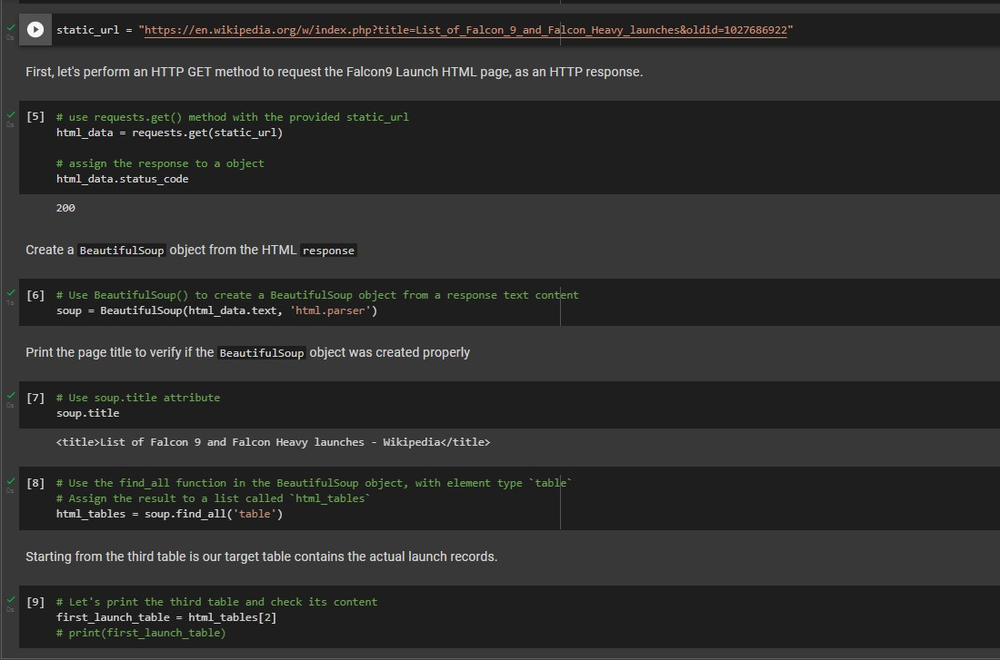 static_url = "https://en.wikipedia.org/w/index.php?title=List_of_Falcon_9_and_Falcon_Heavy_launches&oldid=1027686922"
0s
First, let's perform an HTTP GET method to request the Falcon9 Launch HTML page, as an HTTP response.
[5] # use requests.get() method with the provided static_url
0s
html_data = requests.get(static_url)
# assign the response to a object
html_data.status_code
200
Create a BeautifulSoup object from the HTML response
[6] # Use BeautifulSoup() to create a BeautifulSoup object from a response text content
1s
soup = BeautifulSoup(html_data.text, 'html.parser')
Print the page title to verify if the BeautifulSoup object was created properly
[7] # Use soup.title attribute
0s
soup.title
<title>List of Falcon 9 and Falcon Heavy launches - Wikipedia</title>
[8] # Use the find_all function in the BeautifulSoup object, with element type `table`
0s
# Assign the result to a list called `html_tables`
html_tables = soup.find_all('table')
Starting from the third table is our target table contains the actual launch records.
[9] # Let's print the third table and check its content
0s
first_launch_table = html_tables[2]
# print(first_launch_table)